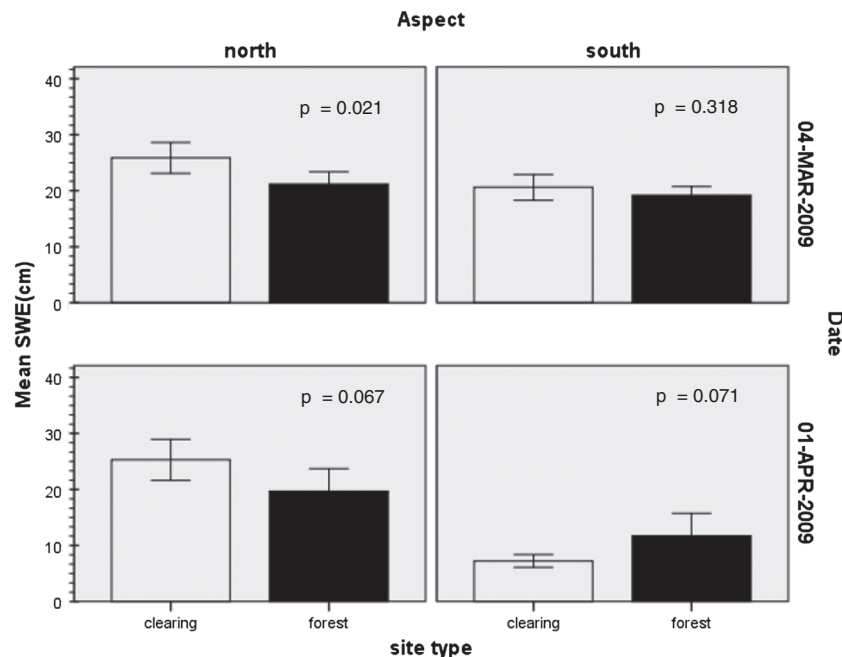 Aspect
north south
40
30
20
10
0
p = 0.021
p = 0.318
04-MAR-2009
Mean SWE(cm)
Date
40
30
20
10
0
p = 0.067
p = 0.071
01-APR-2009
clearing forest clearing forest
site type